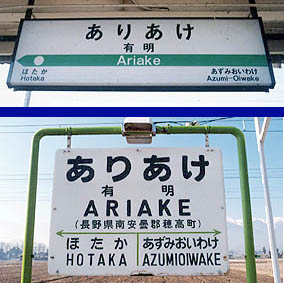 ありあけ
有明
Ariake
ほたか あずみおいわけ
Hotaka Azumi-Oiwake
ありあけ
有明
ARIAKE
(長野県南安曇郡穂高町)
ほたか あずみおいわけ
HOTAKA AZUMIOIWAKE